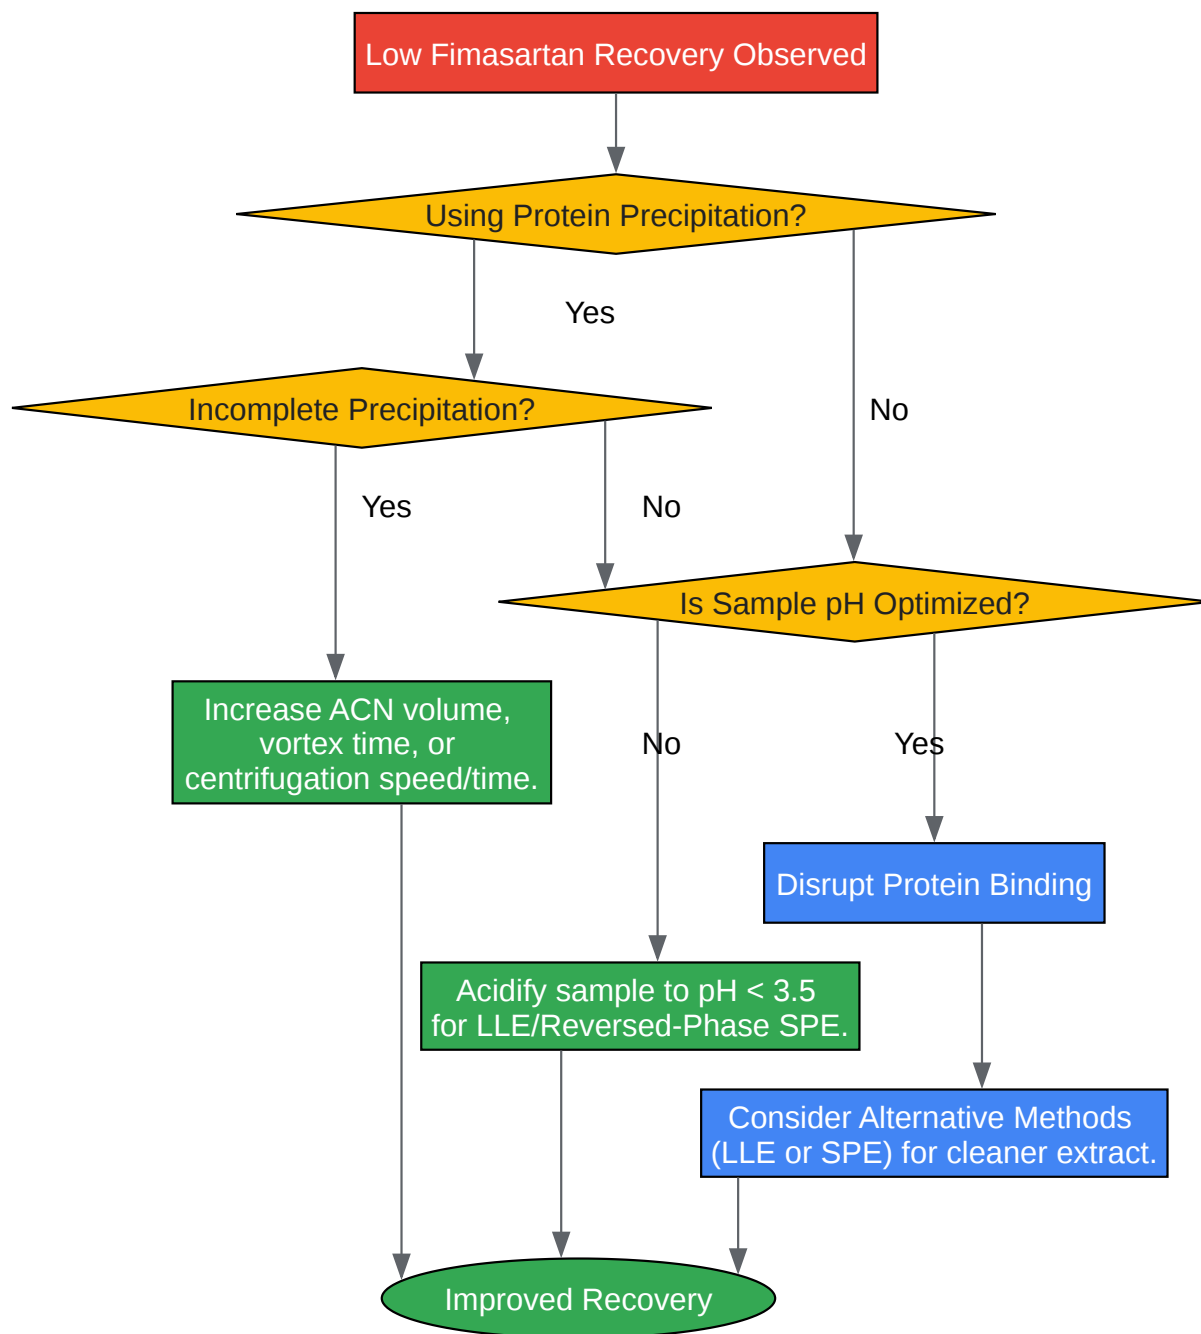 Low Fimasartan Recovery Observed
Using Protein Precipitation?
Yes
Incomplete Precipitation?
No
Yes
No
Is Sample pH Optimized?
Increase ACN volume,
vortex time, or
centrifugation speed/time.
No
Yes
Disrupt Protein Binding
Acidify sample to pH < 3.5
for LLE/Reversed-Phase SPE.
Consider Alternative Methods
(LLE or SPE) for cleaner extract.
Improved Recovery